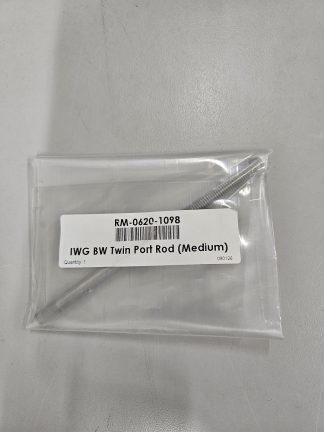 RM-0620-1098
IWG BW Twin Port Rod (Medium)
Quantity: 1